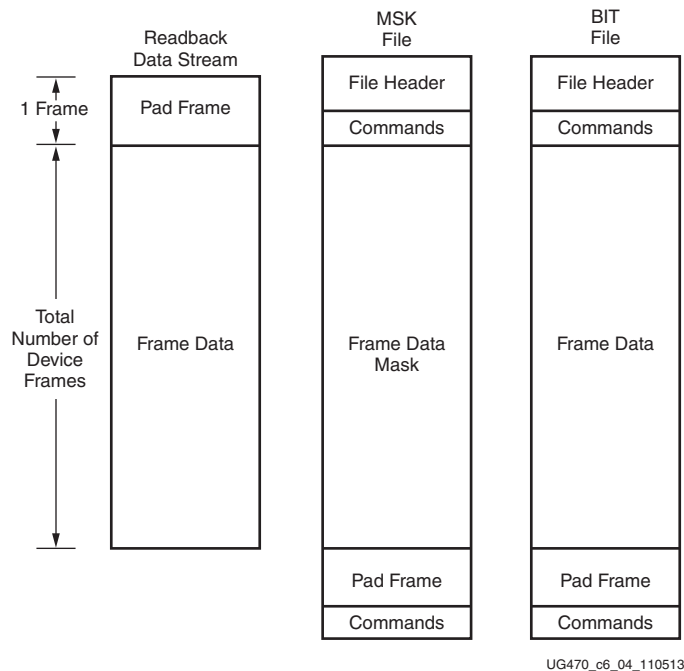 Readback
Data Stream
MSK
File
BIT
File
1 Frame
Pad Frame
File Header
File Header
Commands
Commands
Total
Number of
Device
Frames
Frame Data
Frame Data
Mask
Frame Data
Pad Frame
Pad Frame
Commands
Commands
UG470_c6_04_110513